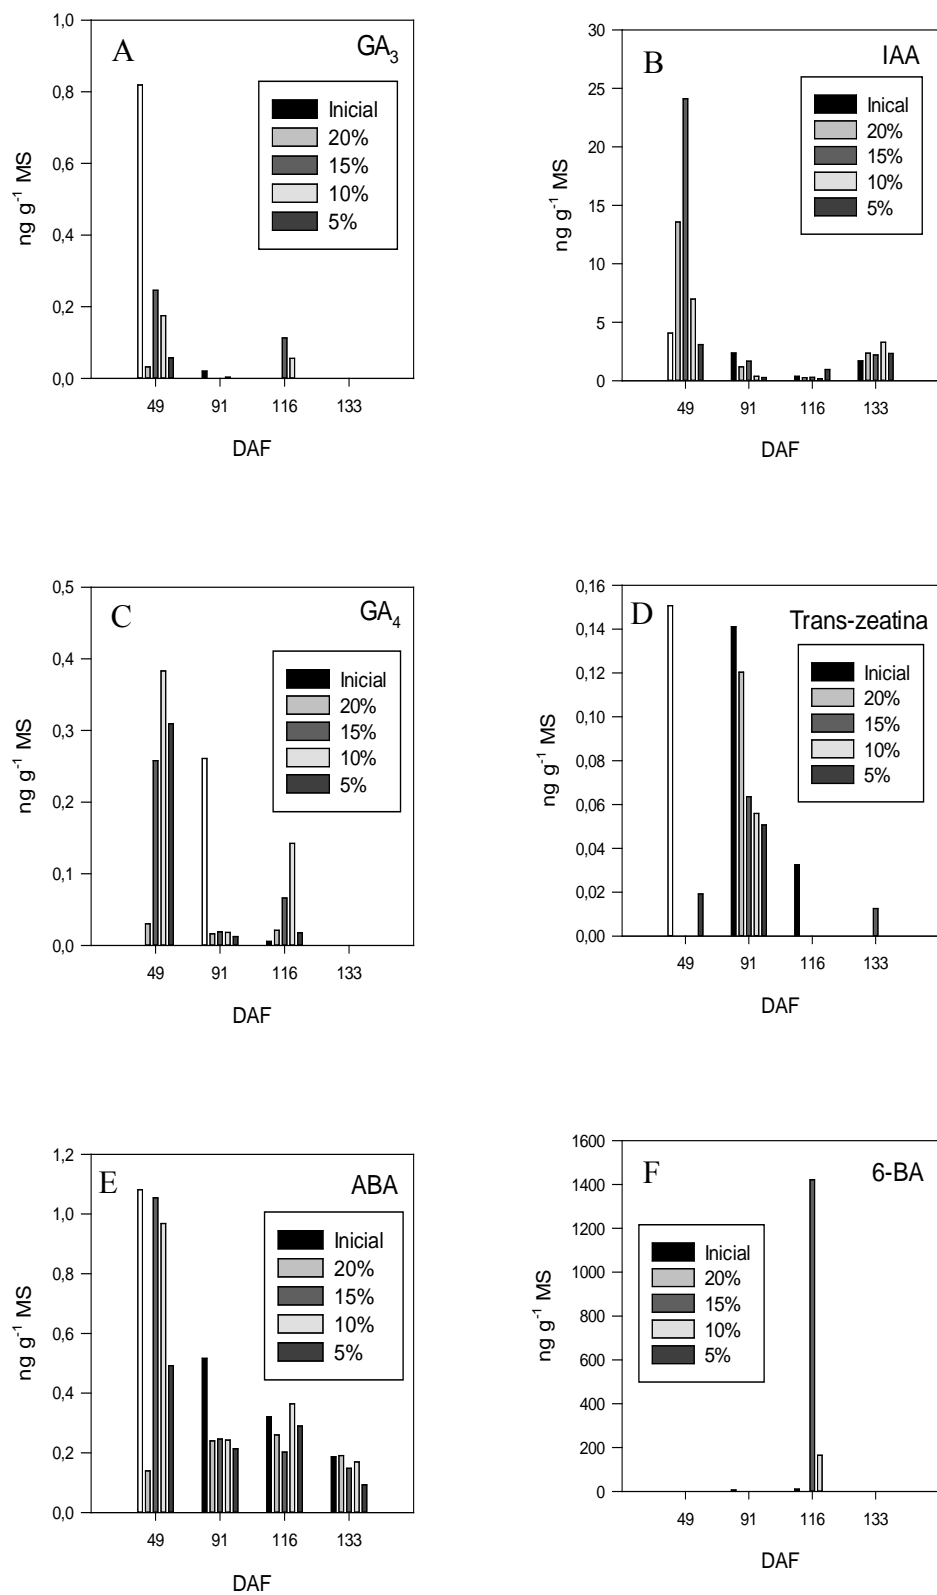 A
GA3
Inicial
20%
15%
10%
5%
ng g-1 MS
1,0
0,8
0,6
0,4
0,2
0,0
49 91 116 133
DAF
B
IAA
Inical
20%
15%
10%
5%
ng g-1 MS
30
25
20
15
10
5
0
49 91 116 133
DAF
C
GA4
Inicial
20%
15%
10%
5%
ng g-1 MS
0,5
0,4
0,3
0,2
0,1
0,0
49 91 116 133
DAF
D
Trans-zeatina
Inicial
20%
15%
10%
5%
ng g-1 MS
0,16
0,14
0,12
0,10
0,08
0,06
0,04
0,02
0,00
49 91 116 133
DAF
E
ABA
Inicial
20%
15%
10%
5%
ng g-1 MS
1,2
1,0
0,8
0,6
0,4
0,2
0,0
49 91 116 133
DAF
F
6-BA
Inicial
20%
15%
10%
5%
ng g-1 MS
1600
1400
1200
1000
800
600
400
200
0
49 91 116 133
DAF